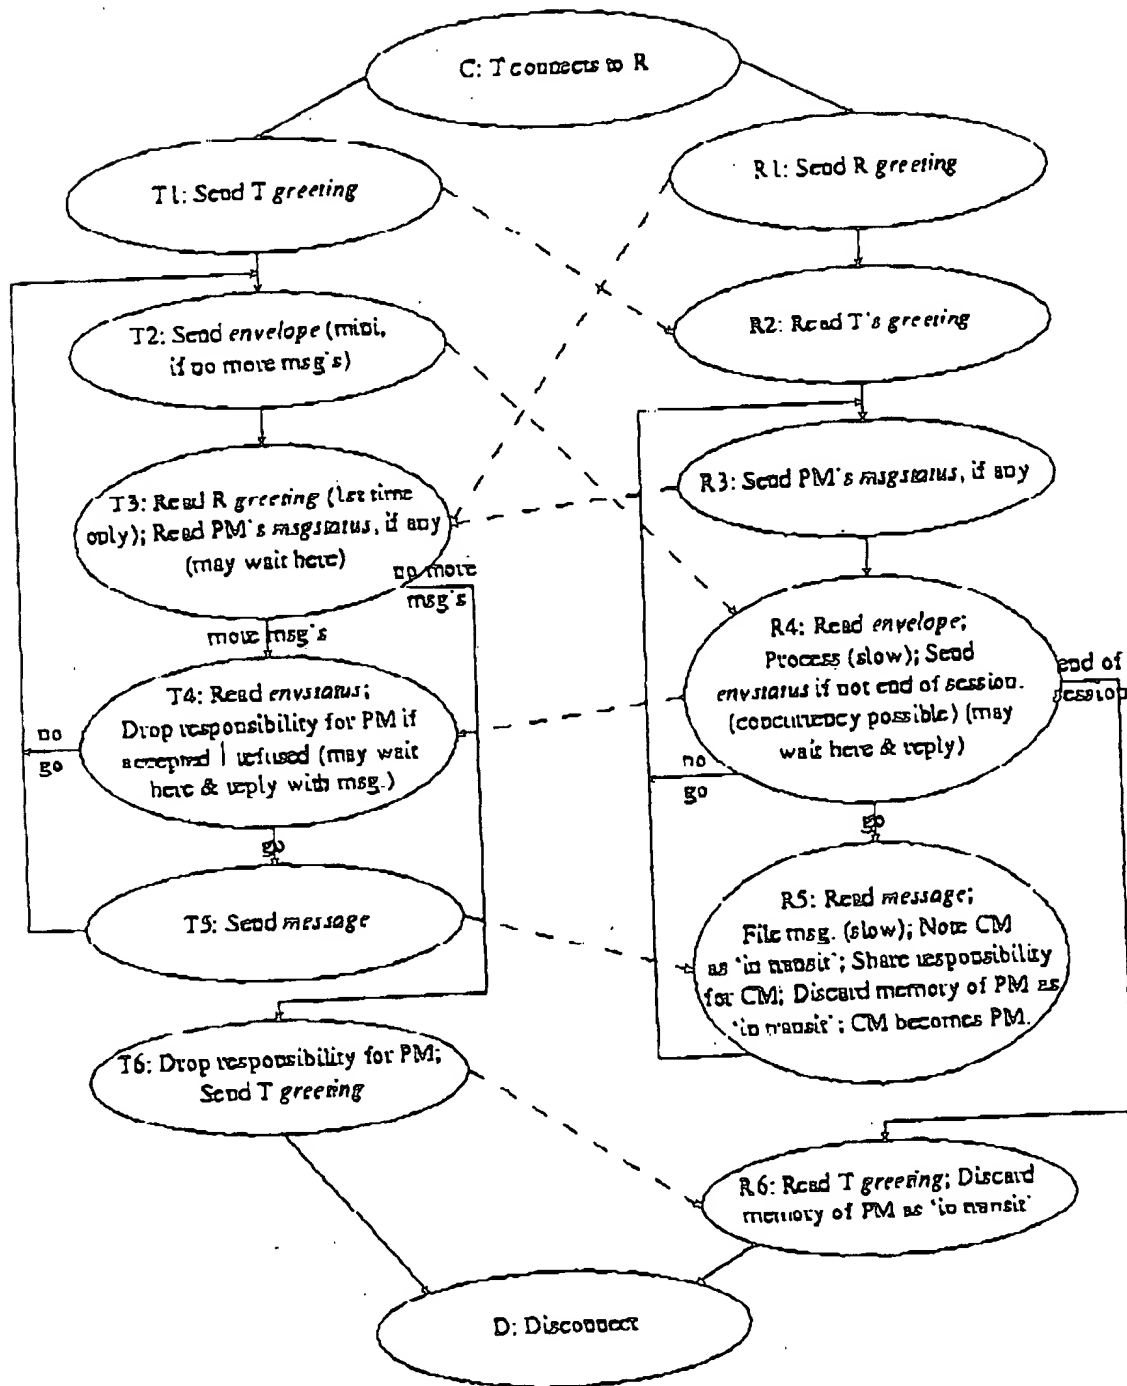 C: T connects to R
T1: Send T greeting
R1: Send R greeting
T2: Send envelope (mini,
if no more msg's)
R2: Read T's greeting
T3: Read R greeting (1st time
only); Read PM's msgstatus, if any
(may wait here)
R3: Send PM's msgstatus, if any
no more
msg's
more msg's
T4: Read envstatus;
Drop responsibility for PM if
accepted | refused (may wait
here & reply with msg.)
no
go
go
R4: Read envelope;
Process (slow); Send
envstatus if not end of session.
(concurrency possible) (may
wait here & reply)
end of
session
no
go
go
T5: Send message
R5: Read message;
File msg. (slow); Note CM
as 'in transit'; Share responsibility
for CM; Discard memory of PM as
'in transit'; CM becomes PM.
T6: Drop responsibility for PM;
Send T greeting
R6: Read T greeting; Discard
memory of PM as 'in transit'
D: Disconnect